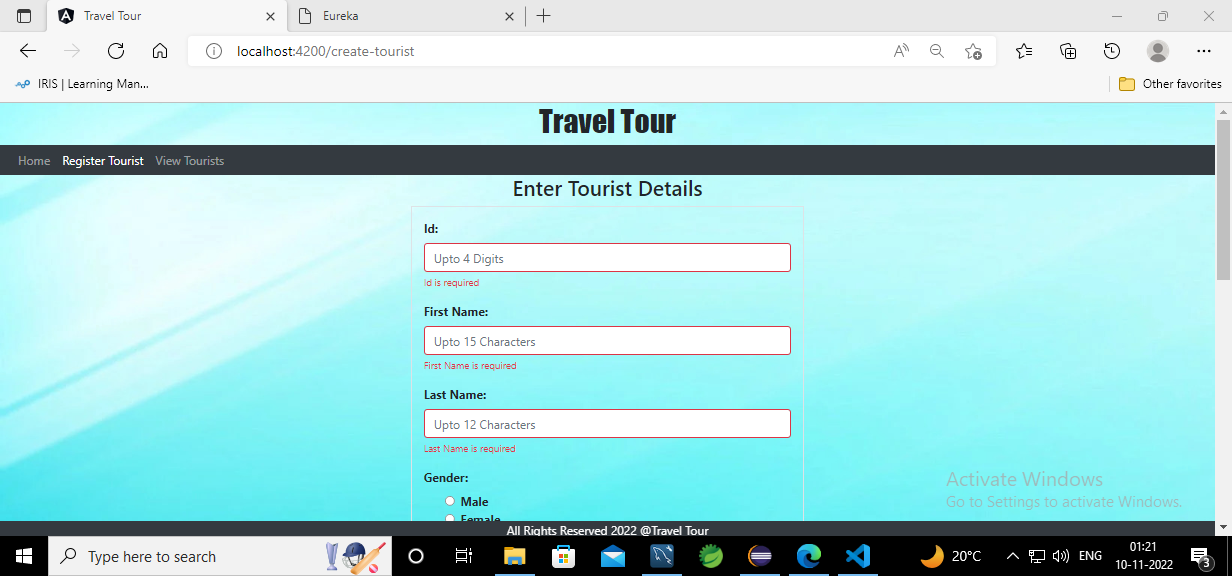 Travel Tour
Eureka
localhost:4200/create-tourist
IRIS | Learning Man...
Other favorites
Travel Tour
Home Register Tourist View Tourists
Enter Tourist Details
Id:
Upto 4 Digits
Id is required
First Name:
Upto 15 Characters
First Name is required
Last Name:
Upto 12 Characters
Last Name is required
Gender:
Male
Female
Activate Windows
Go to Settings to activate Windows.
All Rights Reserved 2022 @Travel Tour
Type here to search
20°C
ENG
01:21
10-11-2022
3